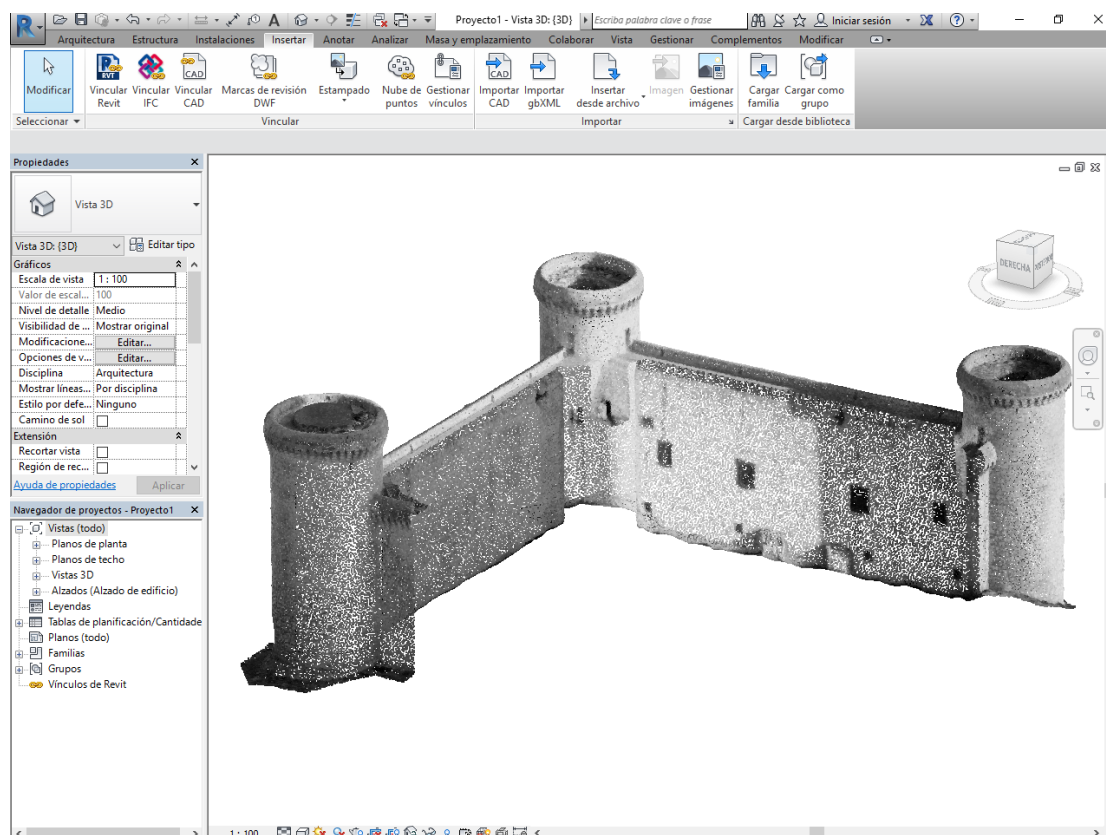 Proyecto1 - Vista 3D: {3D}
Escriba palabra clave o frase
Iniciar sesión
Arquitectura Estructura Instalaciones Insertar Anotar Analizar Masa y emplazamiento Colaborar Vista Gestionar Complementos Modificar
Modificar
Vincular Revit
Vincular IFC
Vincular CAD
Marcas de revisión DWF
Estampado
Nube de puntos
Gestionar vínculos
Importar CAD
Importar gbXML
Insertar desde archivo
Imagen
Gestionar imágenes
Cargar familia
Cargar como grupo
Seleccionar
Vincular
Importar
Cargar desde biblioteca
Propiedades
Vista 3D
Vista 3D: {3D}
Editar tipo
Gráficos
Escala de vista 1 : 100
Valor de escal... 100
Nivel de detalle Medio
Visibilidad de ... Mostrar original
Modificacione... Editar...
Opciones de v... Editar...
Disciplina Arquitectura
Mostrar líneas... Por disciplina
Estilo por defe... Ninguno
Camino de sol
Extensión
Recortar vista
Región de rec...
Ayuda de propiedades Aplicar
Navegador de proyectos - Proyecto1
Vistas (todo)
Planos de planta
Planos de techo
Vistas 3D
Alzados (Alzado de edificio)
Leyendas
Tablas de planificación/Cantidade
Planos (todo)
Familias
Grupos
Vínculos de Revit
DERECHA
1 : 100